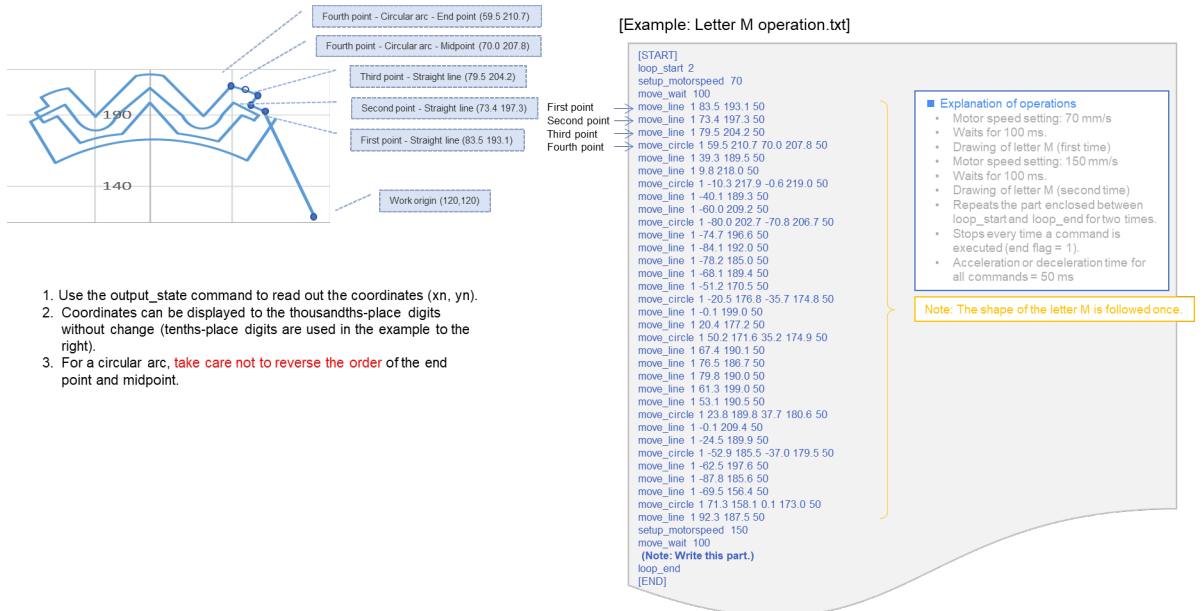 Fourth point - Circular arc - End point (59.5 210.7)
Fourth point - Circular arc - Midpoint (70.0 207.8)
Third point - Straight line (79.5 204.2)
Second point - Straight line (73.4 197.3)
First point - Straight line (83.5 193.1)
Work origin (120,120)
190
140
1. Use the output_state command to read out the coordinates (xn, yn).
2. Coordinates can be displayed to the thousandths-place digits
without change (tenths-place digits are used in the example to the
right).
3. For a circular arc, take care not to reverse the order of the end
point and midpoint.
[Example: Letter M operation.txt]
First point
Second point
Third point
Fourth point
[START]
loop_start 2
setup_motorspeed 70
move_wait 100
move_line 1 83.5 193.1 50
move_line 1 73.4 197.3 50
move_line 1 79.5 204.2 50
move_circle 1 59.5 210.7 70.0 207.8 50
move_line 1 39.3 189.5 50
move_line 1 9.8 218.0 50
move_circle 1 -10.3 217.9 -0.6 219.0 50
move_line 1 -40.1 189.3 50
move_line 1 -60.0 209.2 50
move_circle 1 -80.0 202.7 -70.8 206.7 50
move_line 1 -74.7 196.6 50
move_line 1 -84.1 192.0 50
move_line 1 -78.2 185.0 50
move_line 1 -68.1 189.4 50
move_line 1 -51.2 170.5 50
move_circle 1 -20.5 176.8 -35.7 174.8 50
move_line 1 -0.1 199.0 50
move_line 1 20.4 177.2 50
move_circle 1 50.2 171.6 35.2 174.9 50
move_line 1 67.4 190.1 50
move_line 1 76.5 186.7 50
move_line 1 79.8 190.0 50
move_line 1 61.3 199.0 50
move_line 1 53.1 190.5 50
move_circle 1 23.8 189.8 37.7 180.6 50
move_line 1 -0.1 209.4 50
move_line 1 -24.5 189.9 50
move_circle 1 -52.9 185.5 -37.0 179.5 50
move_line 1 -62.5 197.6 50
move_line 1 -87.8 185.6 50
move_line 1 -69.5 156.4 50
move_circle 1 71.3 158.1 0.1 173.0 50
move_line 1 92.3 187.5 50
setup_motorspeed 150
move_wait 100
(Note: Write this part.)
loop_end
[END]
■ Explanation of operations
• Motor speed setting: 70 mm/s
• Waits for 100 ms.
• Drawing of letter M (first time)
• Motor speed setting: 150 mm/s
• Waits for 100 ms.
• Drawing of letter M (second time)
• Repeats the part enclosed between
loop_start and loop_end for two times.
• Stops every time a command is
executed (end flag = 1).
• Acceleration or deceleration time for
all commands = 50 ms
Note: The shape of the letter M is followed once.